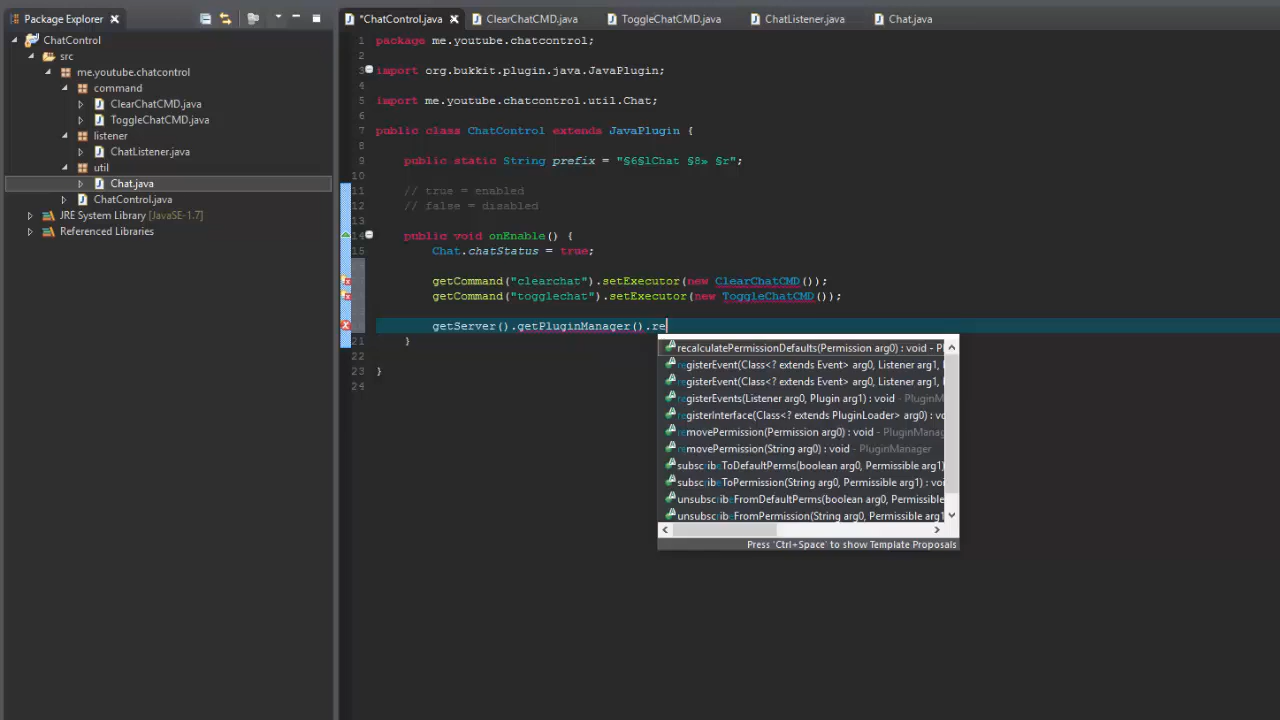 Package Explorer
ChatControl
src
me.youtube.chatcontrol
command
ClearChatCMD.java
ToggleChatCMD.java
listener
ChatListener.java
util
Chat.java
ChatControl.java
JRE System Library [JavaSE-1.7]
Referenced Libraries
*ChatControl.java ClearChatCMD.java ToggleChatCMD.java ChatListener.java Chat.java
1 package me.youtube.chatcontrol;
2
3 import org.bukkit.plugin.java.JavaPlugin;
4
5 import me.youtube.chatcontrol.util.Chat;
6
7 public class ChatControl extends JavaPlugin {
8
9 public static String prefix = "§6§lChat §8» §r";
10
11 // true = enabled
12 // false = disabled
13
14 public void onEnable() {
15 Chat.chatStatus = true;
getCommand("clearchat").setExecutor(new ClearChatCMD());
getCommand("togglechat").setExecutor(new ToggleChatCMD());
getServer().getPluginManager().re
21 }
22
23 }
24
recalculatePermissionDefaults(Permission arg0) : void - P
registerEvent(Class<? extends Event> arg0, Listener arg1,
registerEvent(Class<? extends Event> arg0, Listener arg1,
registerEvents(Listener arg0, Plugin arg1) : void - PluginM
registerInterface(Class<? extends PluginLoader> arg0) : vo
removePermission(Permission arg0) : void - PluginManag
removePermission(String arg0) : void - PluginManager
subscribeToDefaultPerms(boolean arg0, Permissible arg1)
subscribeToPermission(String arg0, Permissible arg1) : voi
unsubscribeFromDefaultPerms(boolean arg0, Permissible
unsubscribeFromPermission(String arg0, Permissible arg1
Press 'Ctrl+Space' to show Template Proposals